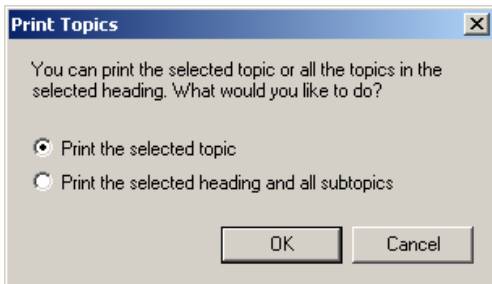 Print Topics
You can print the selected topic or all the topics in the
selected heading. What would you like to do?
Print the selected topic
Print the selected heading and all subtopics
OK Cancel